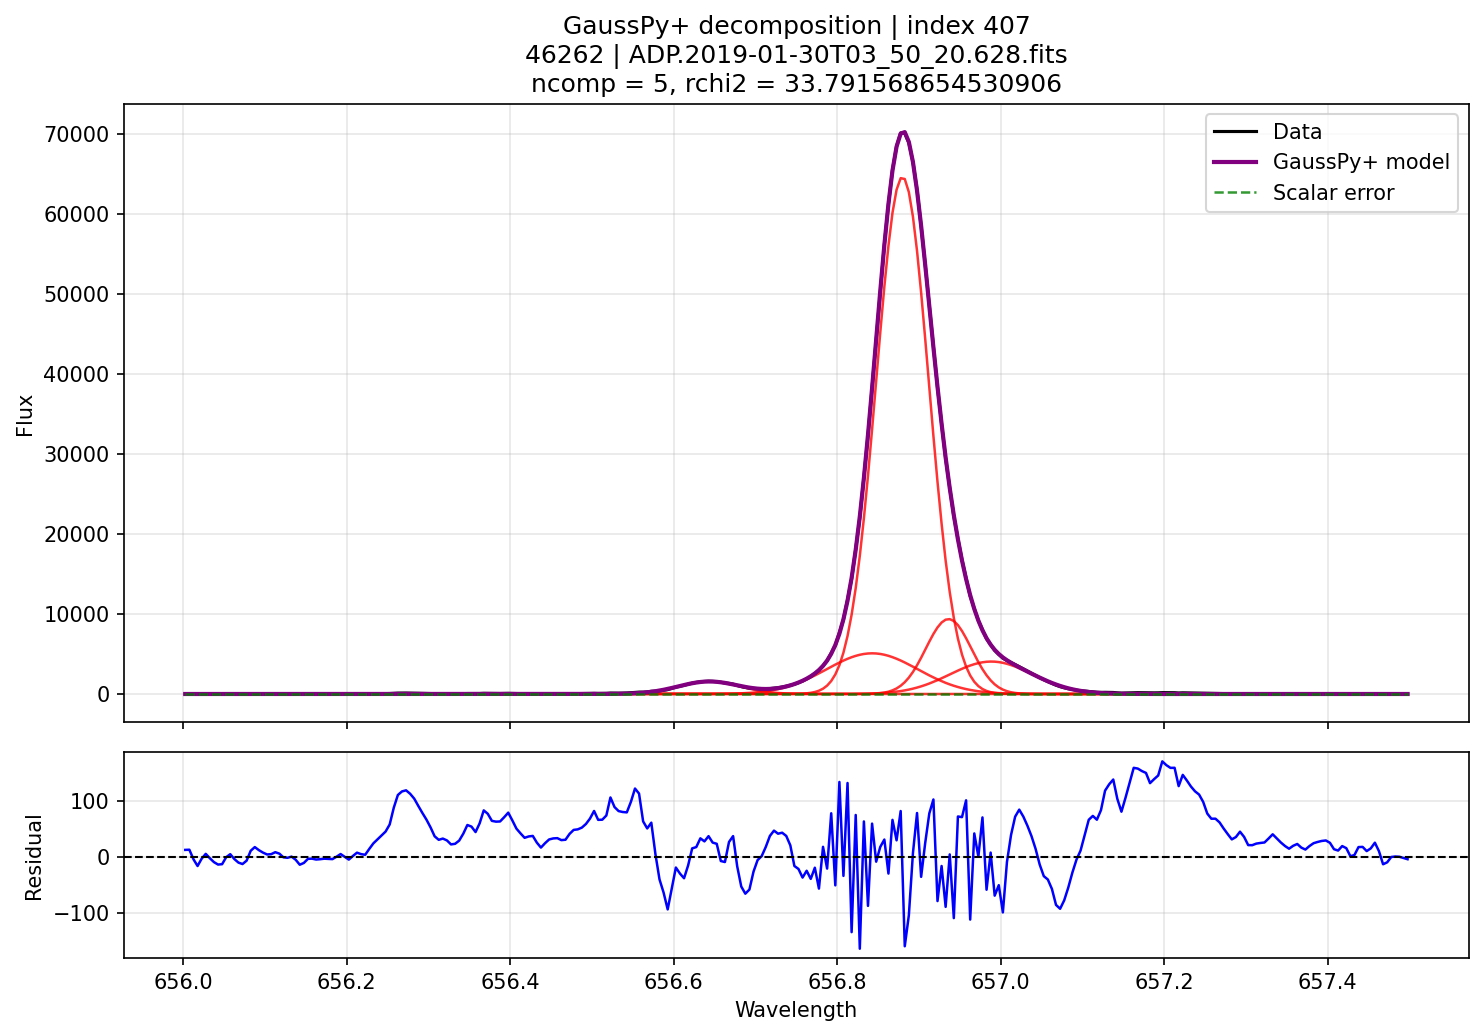 GaussPy+ decomposition | index 407
46262 | ADP.2019-01-30T03_50_20.628.fits
ncomp = 5, rchi2 = 33.791568654530906
Data
GaussPy+ model
Scalar error
70000
60000
50000
40000
30000
20000
10000
0
Flux
100
0
−100
Residual
656.0
656.2
656.4
656.6
656.8
657.0
657.2
657.4
Wavelength